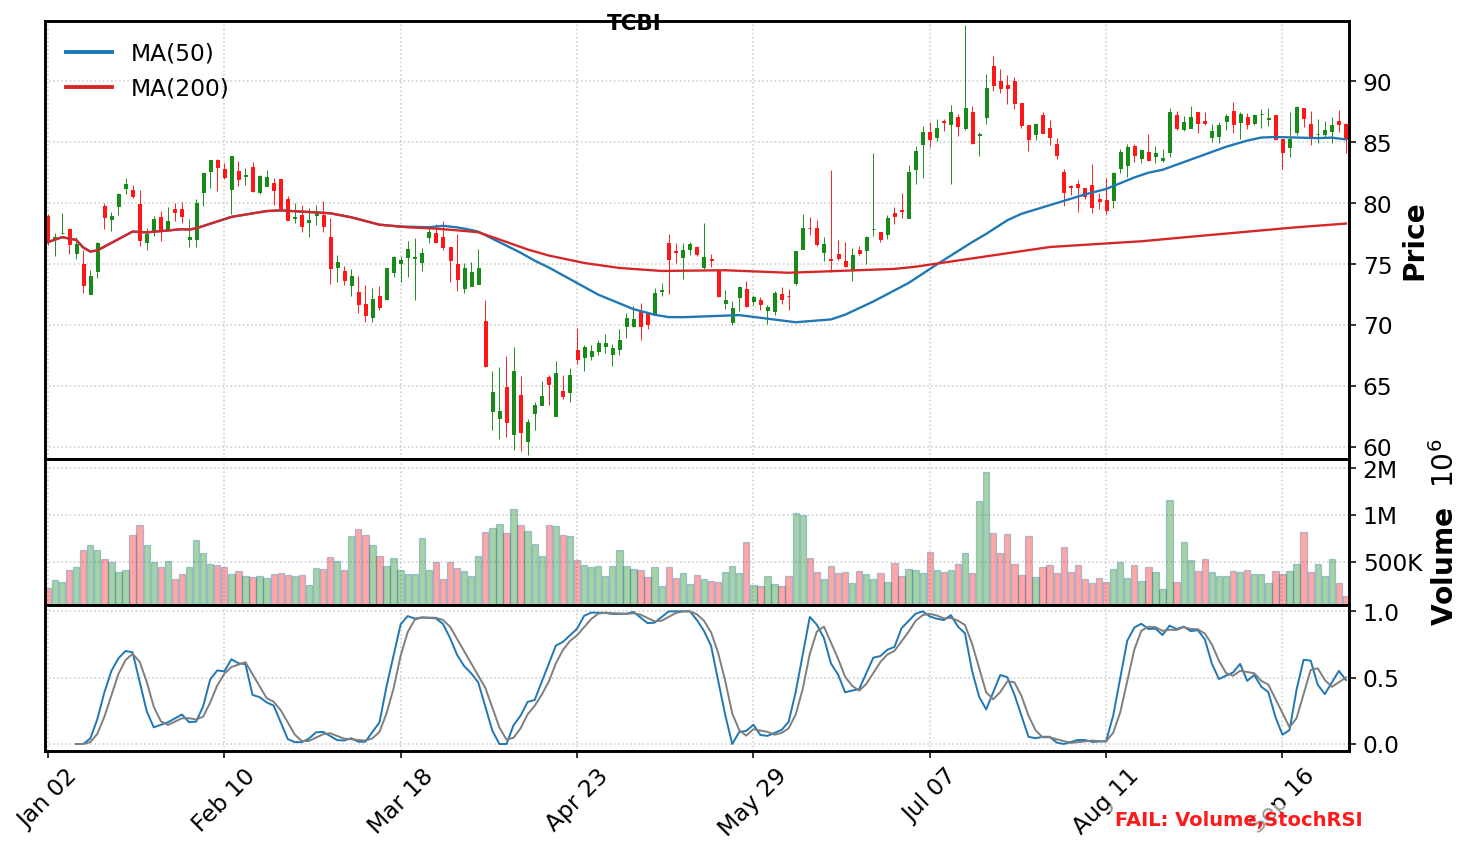 TCBI
MA(50)
MA(200)
90
85
80
75
70
65
60
Price
2M
1M
500K
Volume 10^6
1.0
0.5
0.0
Jan 02
Feb 10
Mar 18
Apr 23
May 29
Jul 07
Aug 11
Sep 16
FAIL: Volume,StochRSI